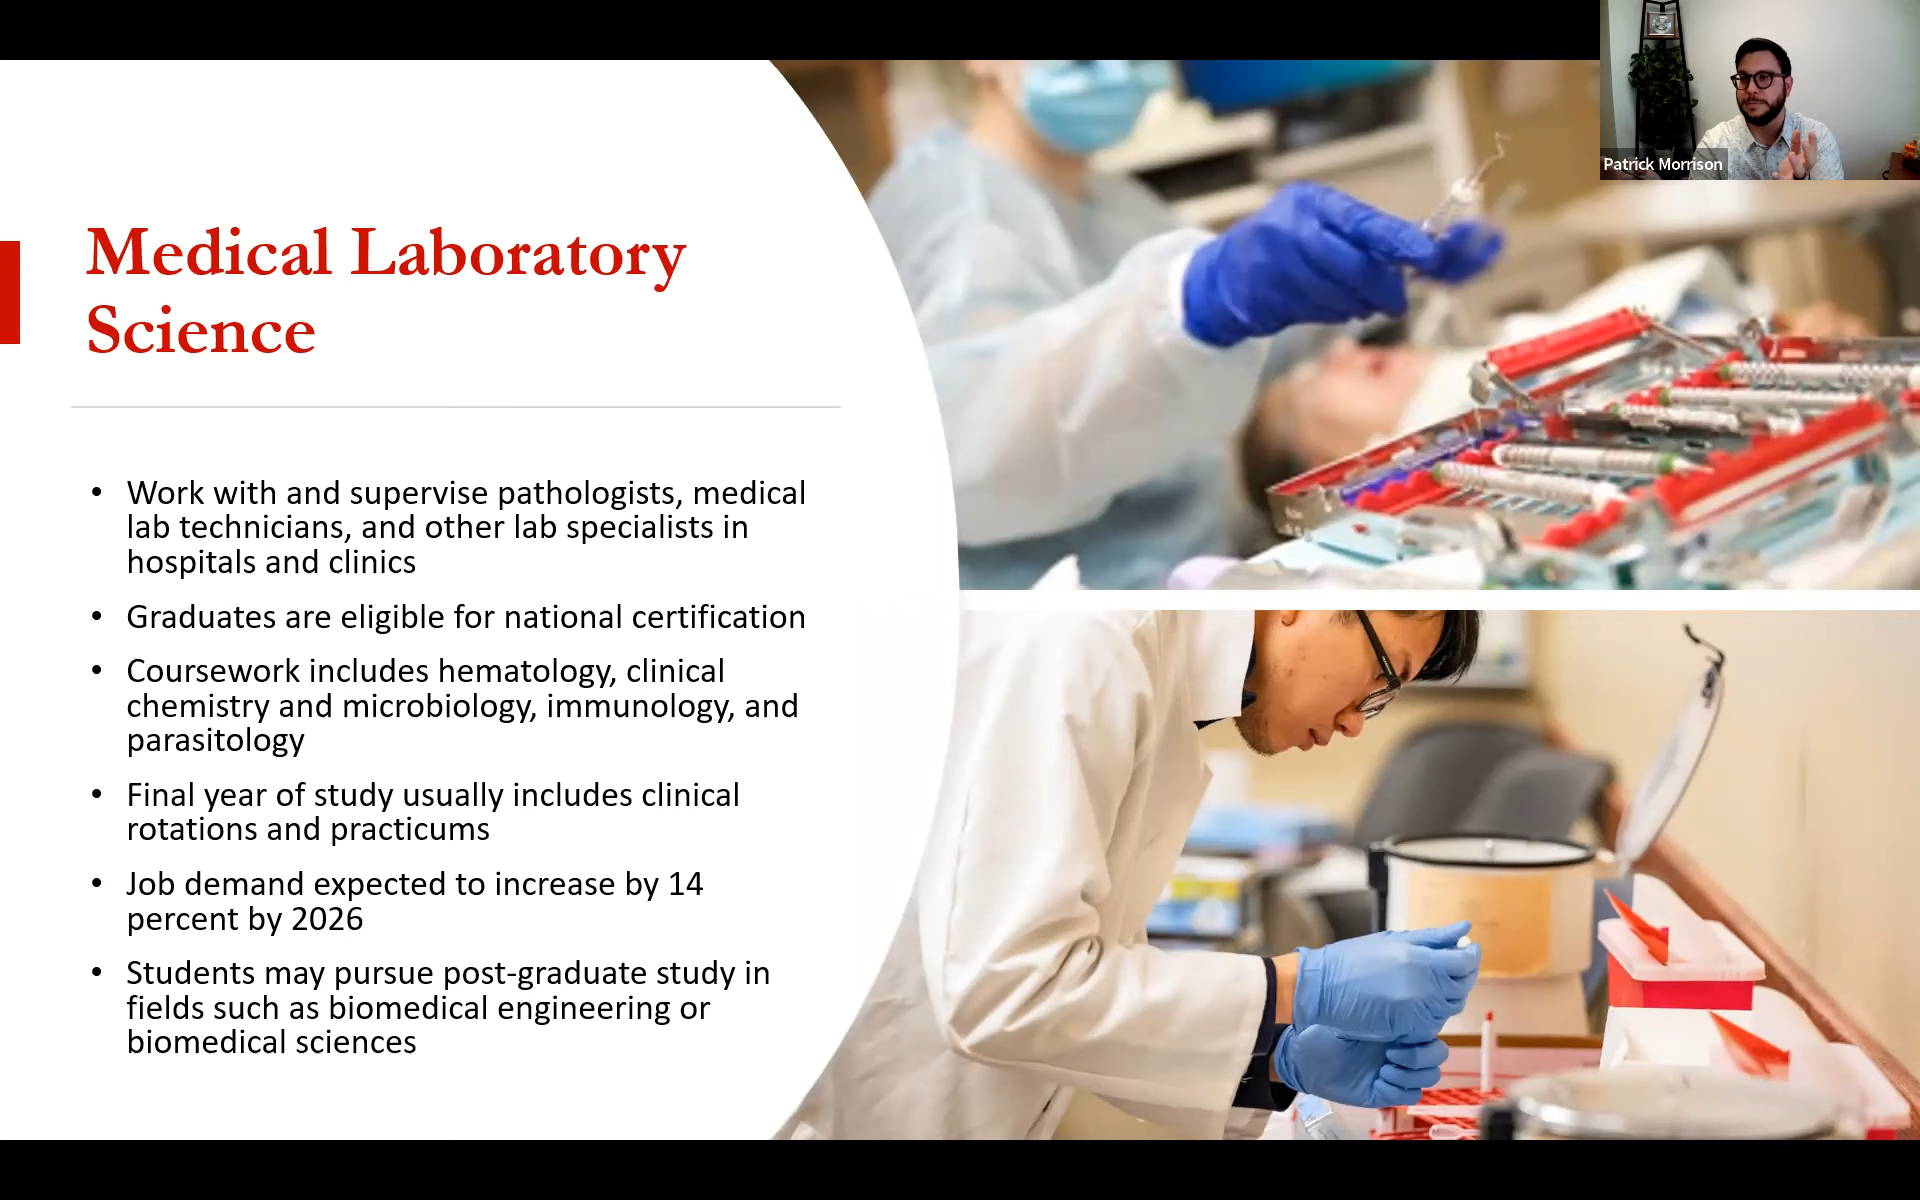 Patrick Morrison
Medical Laboratory
Science
• Work with and supervise pathologists, medical
lab technicians, and other lab specialists in
hospitals and clinics
• Graduates are eligible for national certification
• Coursework includes hematology, clinical
chemistry and microbiology, immunology, and
parasitology
• Final year of study usually includes clinical
rotations and practicums
• Job demand expected to increase by 14
percent by 2026
• Students may pursue post-graduate study in
fields such as biomedical engineering or
biomedical sciences